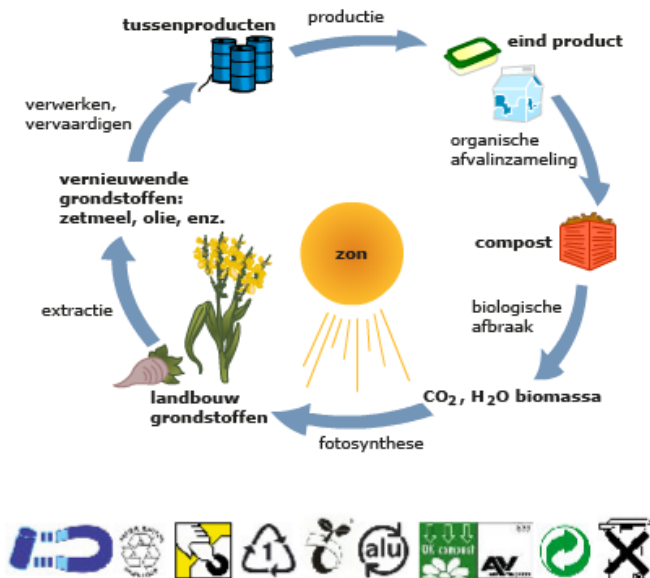 tussenproducten
productie
eind product
organische
afvalinzameling
compost
biologische
afbraak
CO₂, H₂O biomassa
fotosynthese
landbouw
grondstoffen
extractie
vernieuwende
grondstoffen:
zetmeel, olie, enz.
verwerken,
vervaardigen
zon
1
alu
OK compost